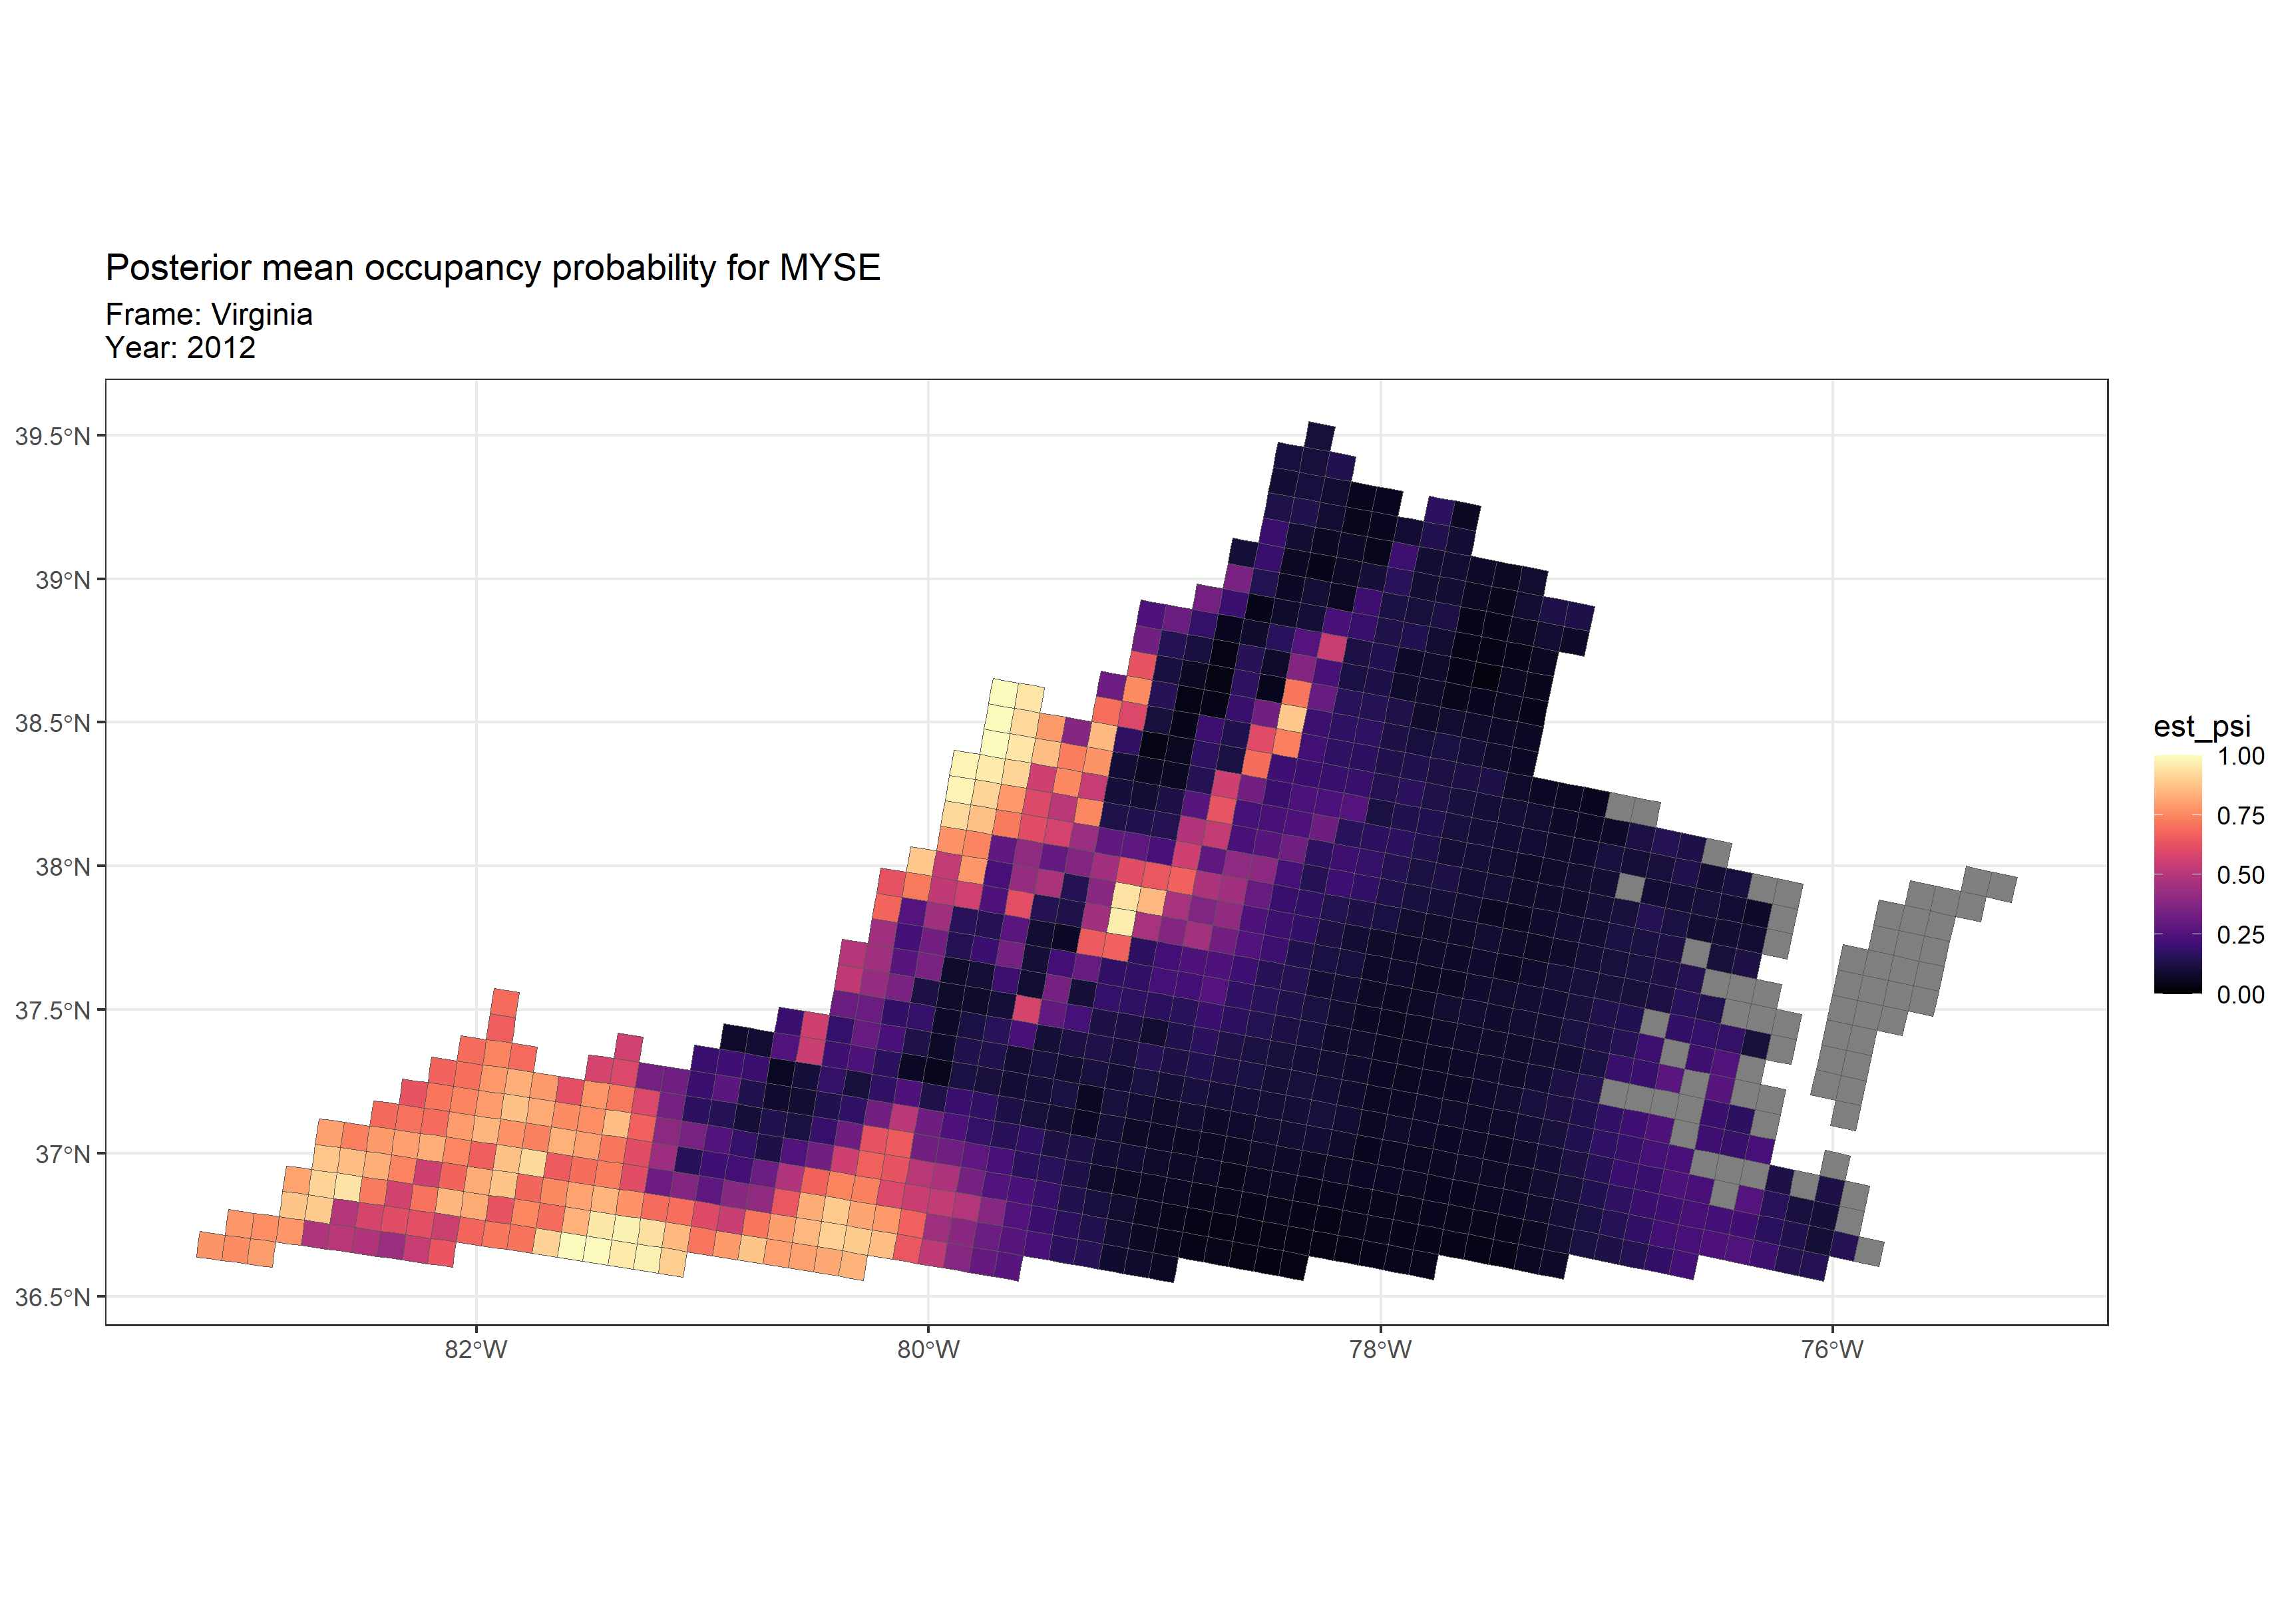 Posterior mean occupancy probability for MYSE
Frame: Virginia
Year: 2012
39.5°N
39°N
38.5°N
38°N
37.5°N
37°N
36.5°N
82°W
80°W
78°W
76°W
est_psi
1.00
0.75
0.50
0.25
0.00